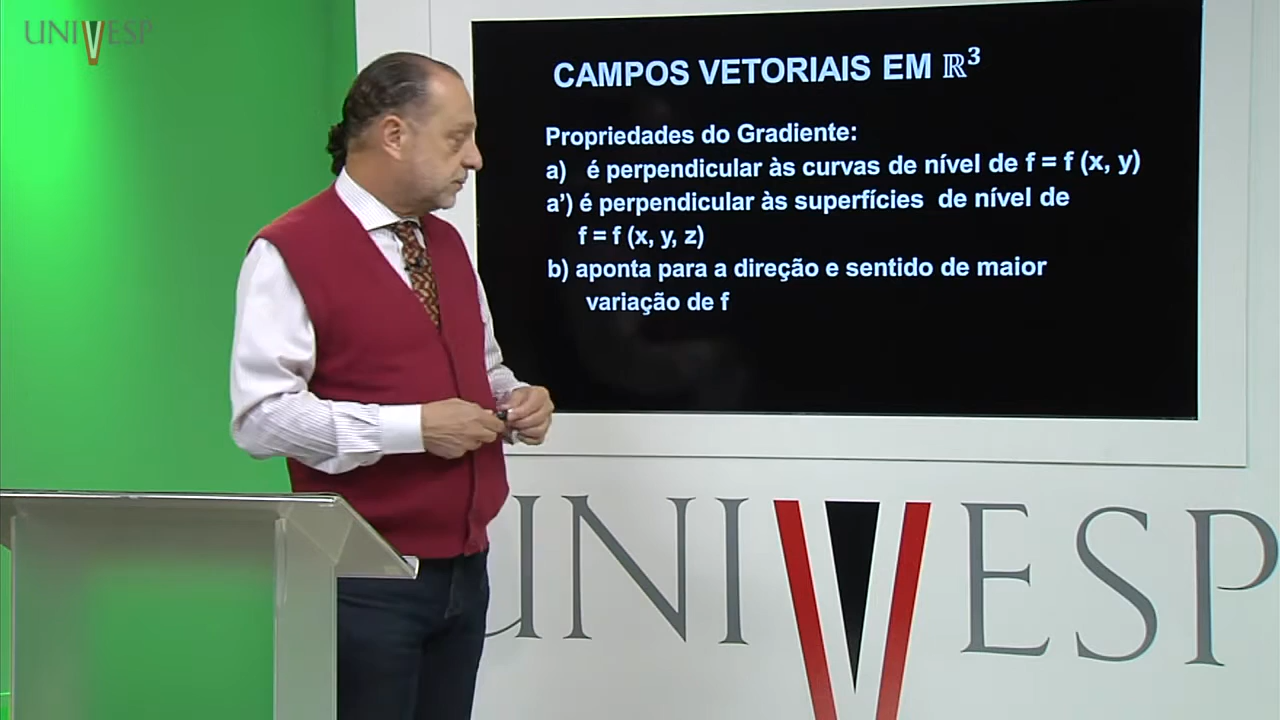 UNIVESP
CAMPOS VETORIAIS EM ℝ³
Propriedades do Gradiente:
a) é perpendicular às curvas de nível de f = f (x, y)
a’) é perpendicular às superfícies de nível de
f = f (x, y, z)
b) aponta para a direção e sentido de maior
variação de f
UNIVESP